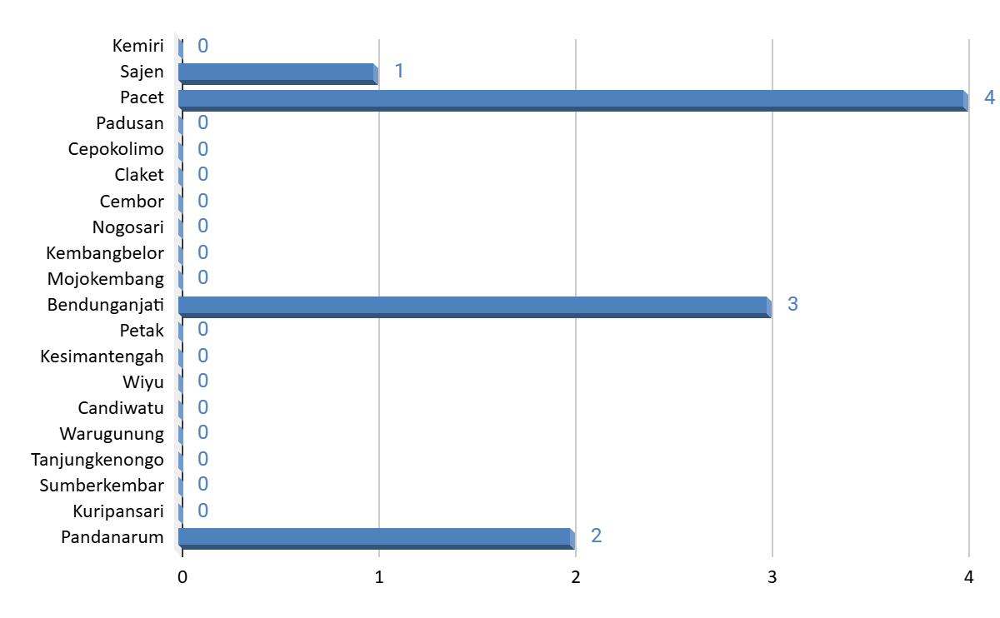 Kemiri 0
Sajen 1
Pacet 4
Padusan 0
Cepokolimo 0
Claket 0
Cembor 0
Nogosari 0
Kembangbelor 0
Mojokembang 0
Bendunganjati 3
Petak 0
Kesimantengah 0
Wiyu 0
Candiwatu 0
Warugunung 0
Tanjungkenongo 0
Sumberkembar 0
Kuripansari 0
Pandanarum 2
0 1 2 3 4